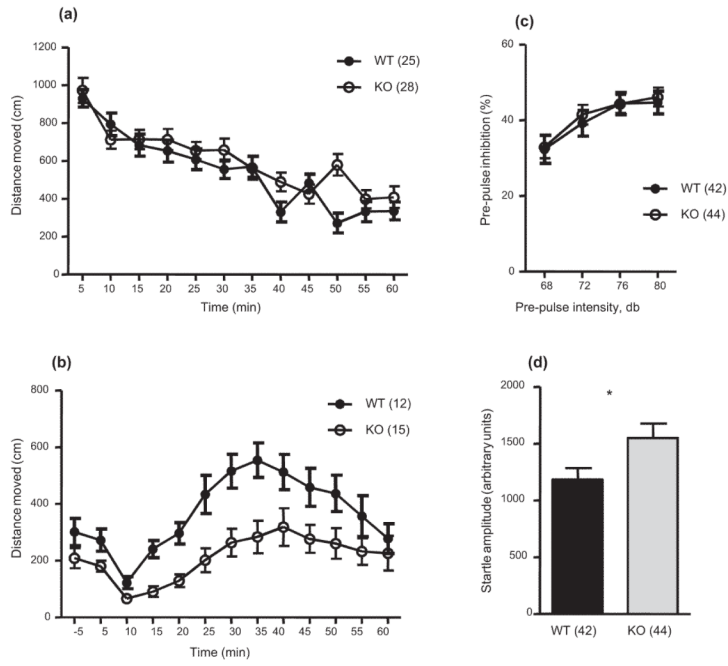 (a)
1200
1000
800
600
400
200
0
Distance moved (cm)
WT (25)
KO (28)
5 10 15 20 25 30 35 40 45 50 55 60
Time (min)
(c)
60
40
20
0
Pre-pulse inhibition (%)
WT (42)
KO (44)
68 72 76 80
Pre-pulse intensity, db
(b)
800
600
400
200
0
Distance moved (cm)
WT (12)
KO (15)
-5 5 10 15 20 25 30 35 40 45 50 55 60
Time (min)
(d)
2000
1500
1000
500
0
Startle amplitude (arbitrary units)
*
WT (42) KO (44)